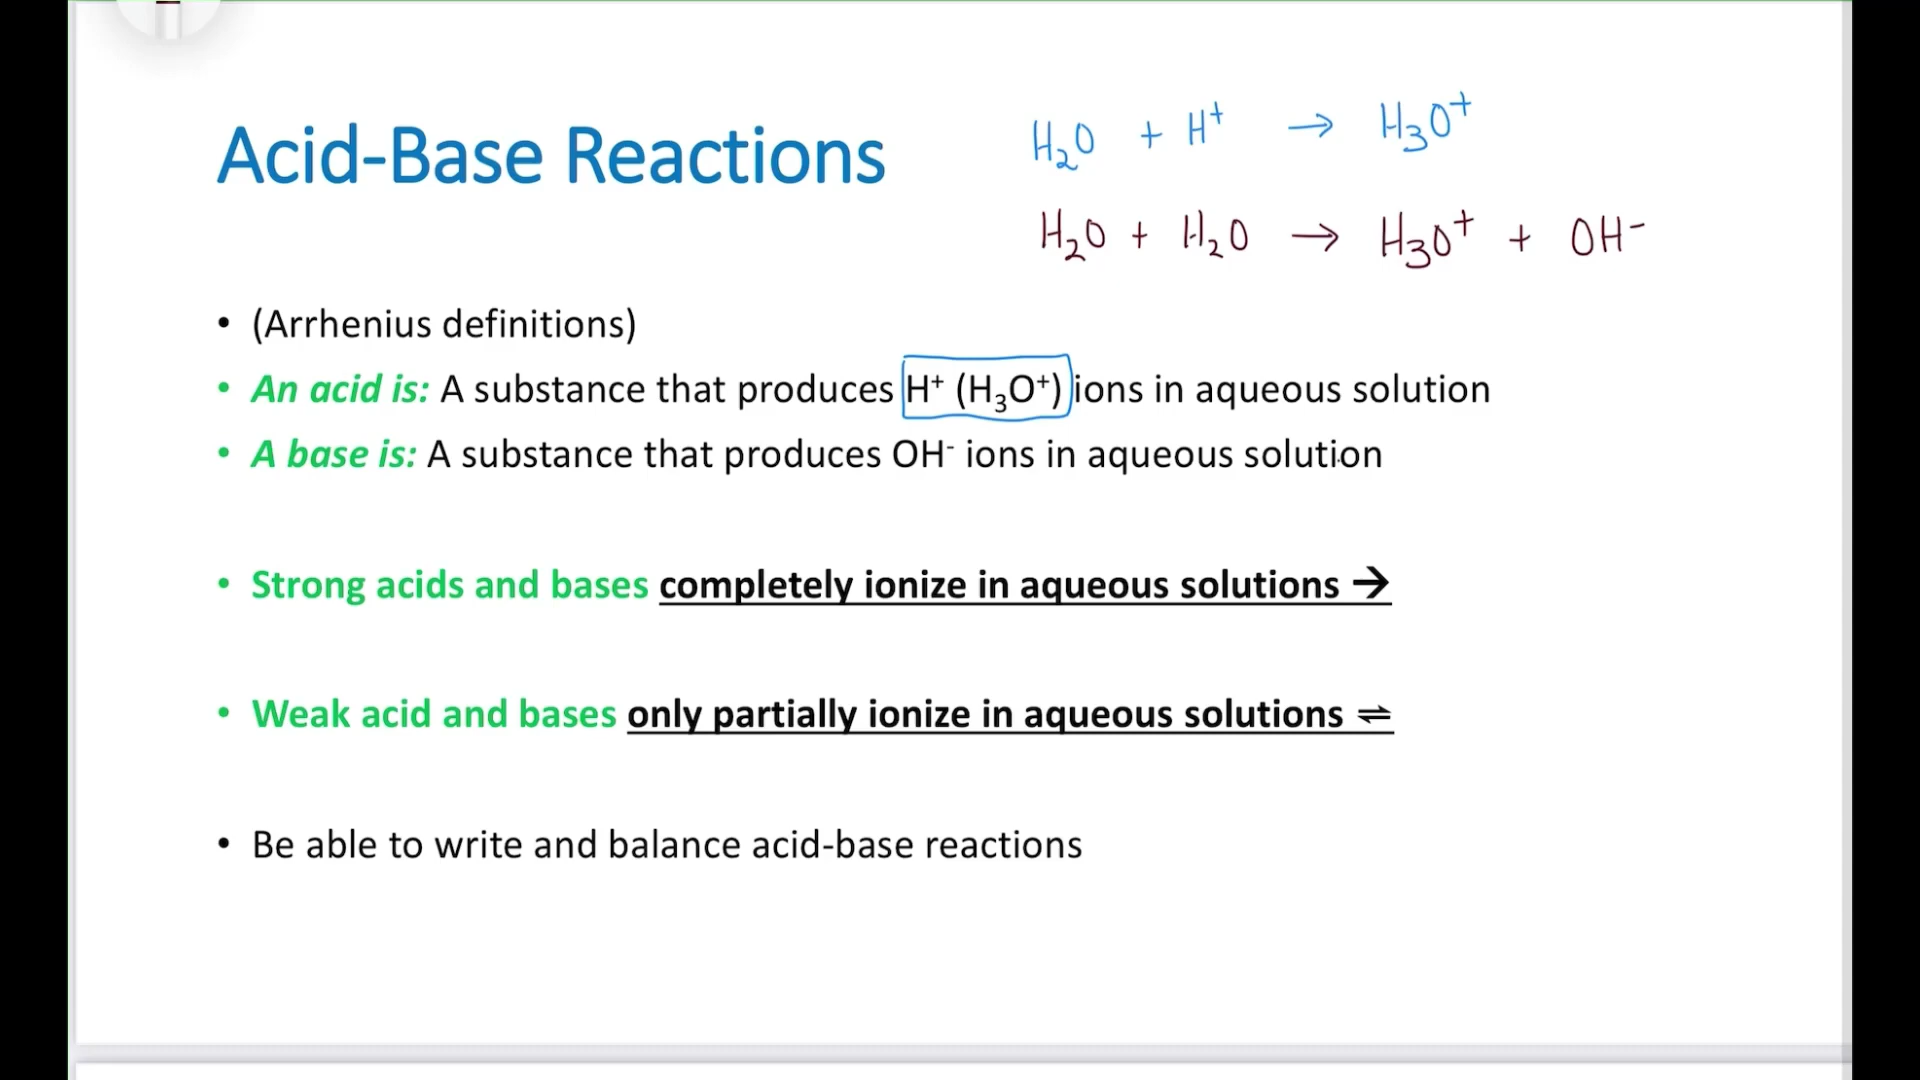 H₂O + H⁺ → H₃O⁺
Acid-Base Reactions
H₂O + H₂O → H₃O⁺ + OH⁻
• (Arrhenius definitions)
• An acid is: A substance that produces H⁺ (H₃O⁺) ions in aqueous solution
• A base is: A substance that produces OH⁻ ions in aqueous solution
• Strong acids and bases completely ionize in aqueous solutions →
• Weak acid and bases only partially ionize in aqueous solutions ⇌
• Be able to write and balance acid-base reactions